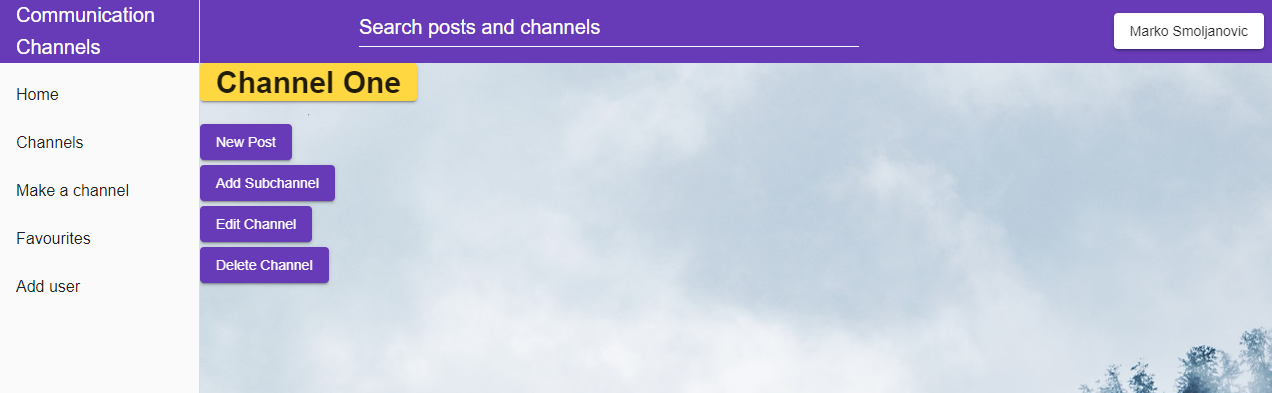 Communication
Channels
Search posts and channels
Marko Smoljanovic
Home
Channels
Make a channel
Favourites
Add user
Channel One
New Post
Add Subchannel
Edit Channel
Delete Channel